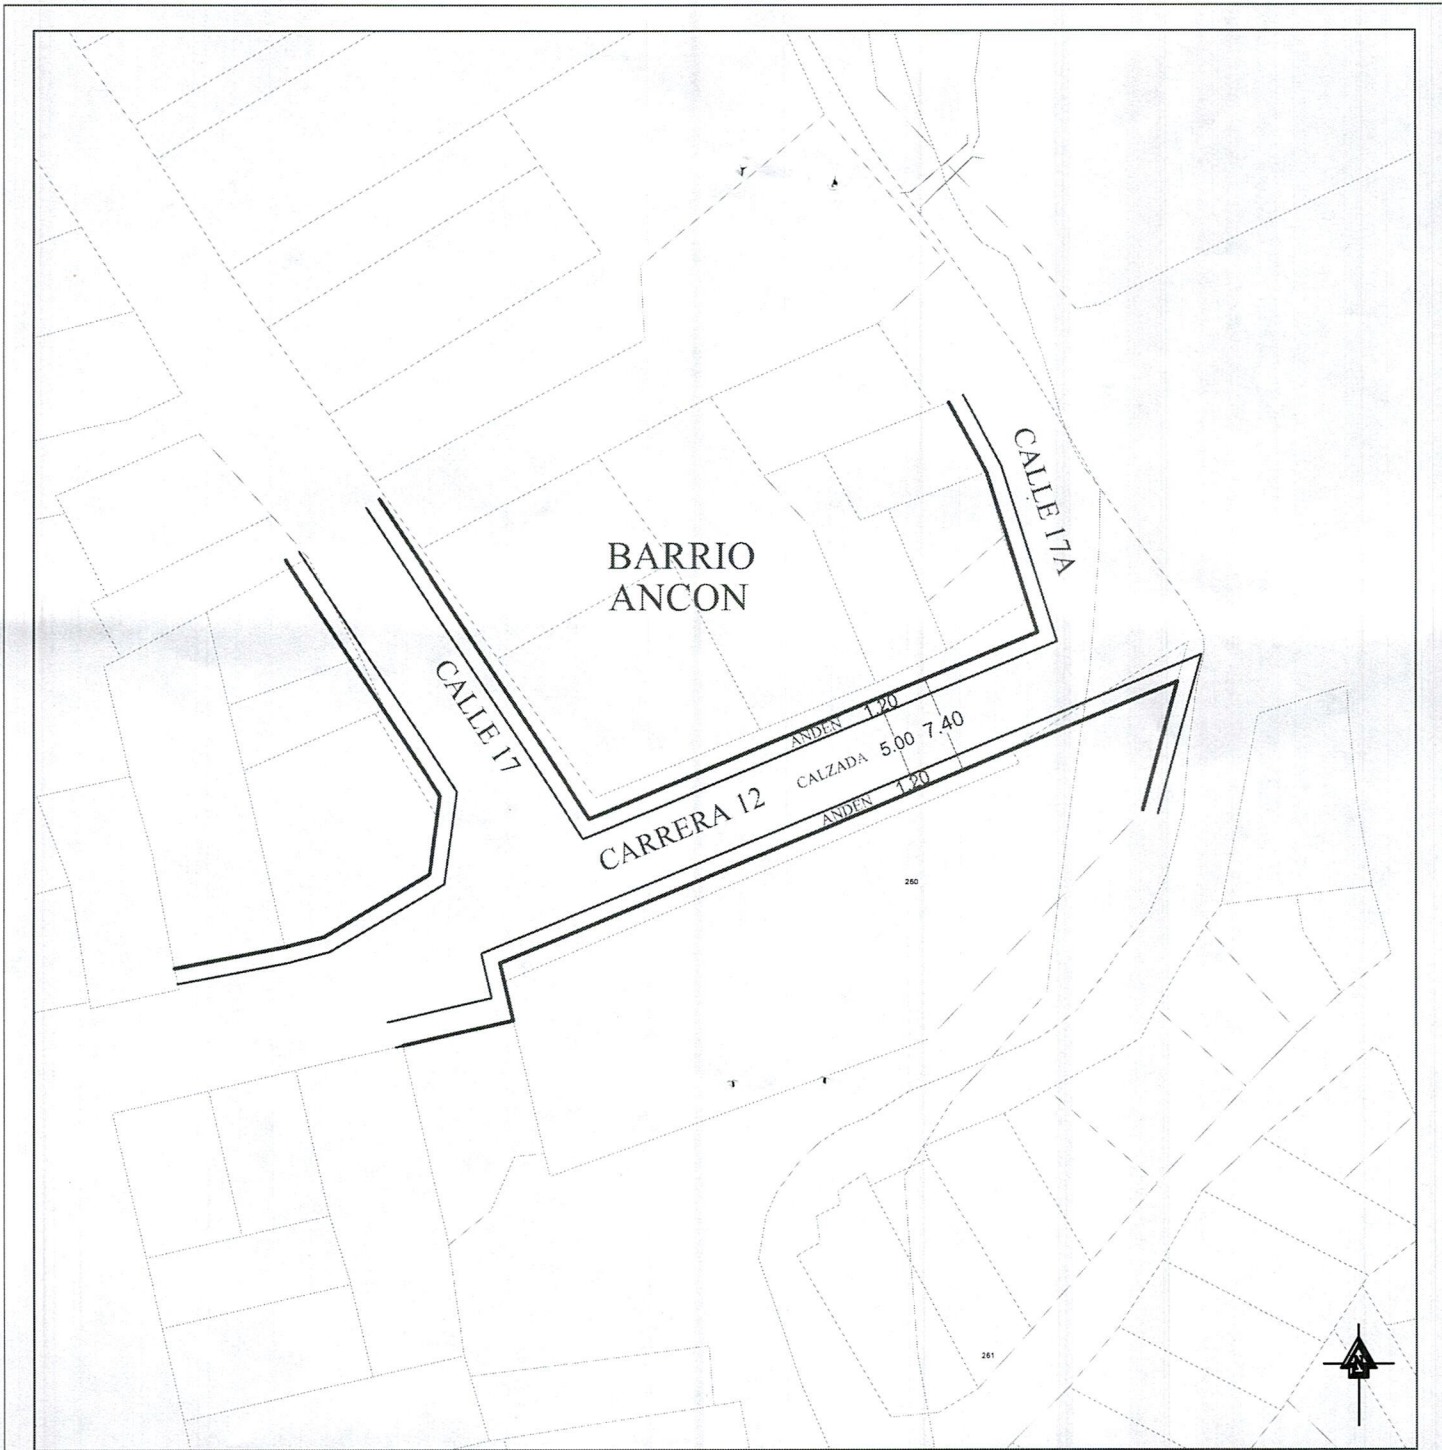 CALLE 17A
BARRIO
ANCON
CALLE 17
ANDEN 1.20
CALZADA 5.00 7.40
CARRERA 12
ANDEN 1.20
260
261
N